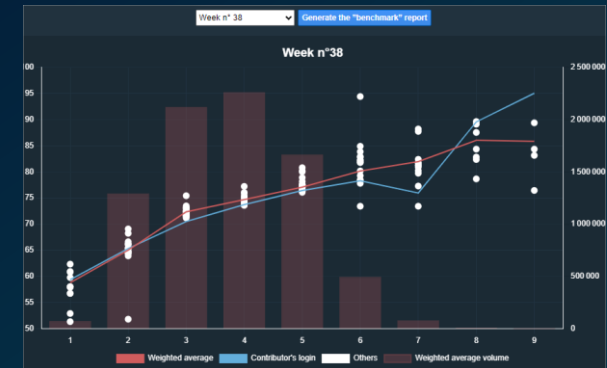 Week n° 38
Generate the "benchmark" report
Week n°38
00
95
90
85
80
75
70
65
60
55
50
2 500 000
2 000 000
1 500 000
1 000 000
500 000
0
1 2 3 4 5 6 7 8 9
Weighted average Contributor's login Others Weighted average volume